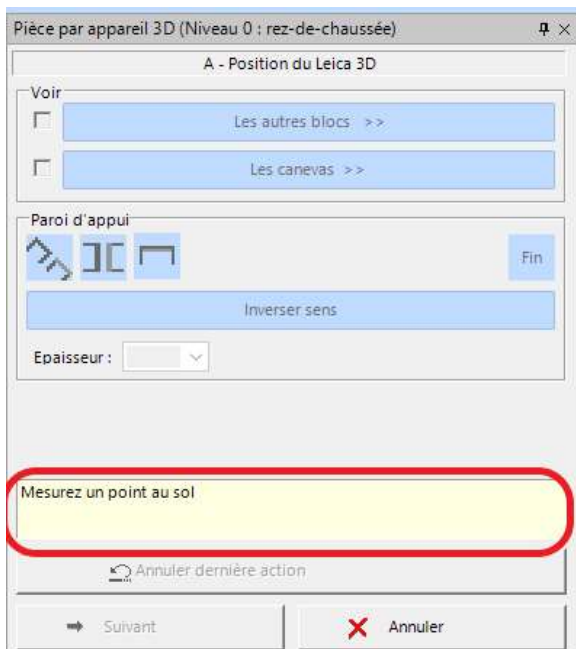 Pièce par appareil 3D (Niveau 0 : rez-de-chaussée)
A - Position du Leica 3D
Voir
Les autres blocs >>
Les canevas >>
Paroi d'appui
Fin
Inverser sens
Epaisseur :
Mesurez un point au sol
Annuler dernière action
Suivant
Annuler